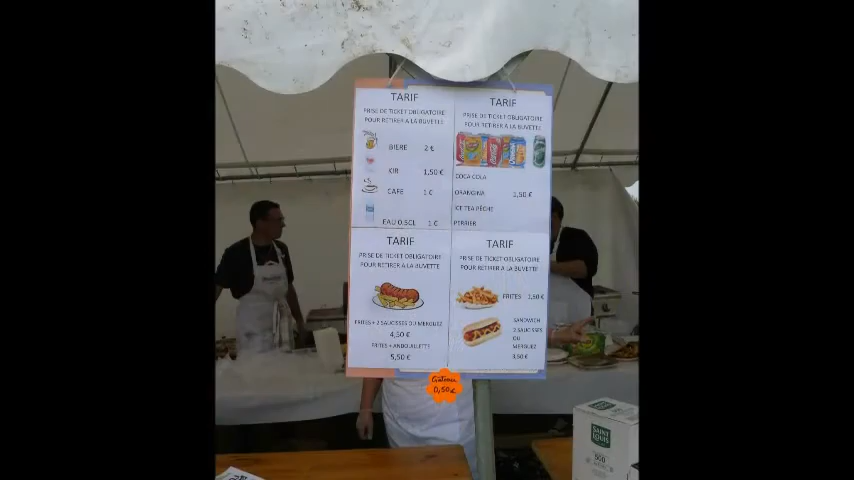 TARIF
PRISE DE TICKET OBLIGATOIRE
POUR RETIRER A LA BUVETTE
BIERE 2 €
KIR 1,50 €
CAFE 1 €
EAU 0.50L 1 €
TARIF
PRISE DE TICKET OBLIGATOIRE
POUR RETIRER A LA BUVETTE
COCA COLA
ORANGINA 1,50 €
ICE TEA PÊCHE
PERRIER
TARIF
PRISE DE TICKET OBLIGATOIRE
POUR RETIRER A LA BUVETTE
FRITES + 2 SAUCISSES OU MERGUEZ
4,50 €
FRITES + ANDOUILLETTE
5,50 €
TARIF
PRISE DE TICKET OBLIGATOIRE
POUR RETIRER A LA BUVETTE
FRITES 1,50 €
SANDWICH
2 SAUCISSES
OU
MERGUEZ
3,50 €
Gâteau
0,50€
SAINT
LOUIS
500